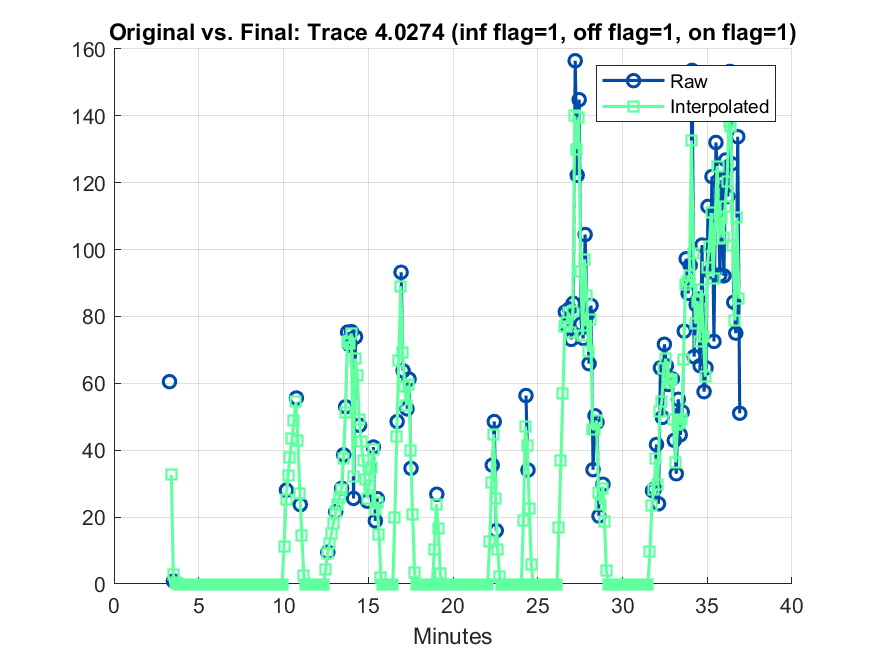 Original vs. Final: Trace 4.0274 (inf flag=1, off flag=1, on flag=1)
160
140
120
100
80
60
40
20
0
Raw
Interpolated
0 5 10 15 20 25 30 35 40
Minutes